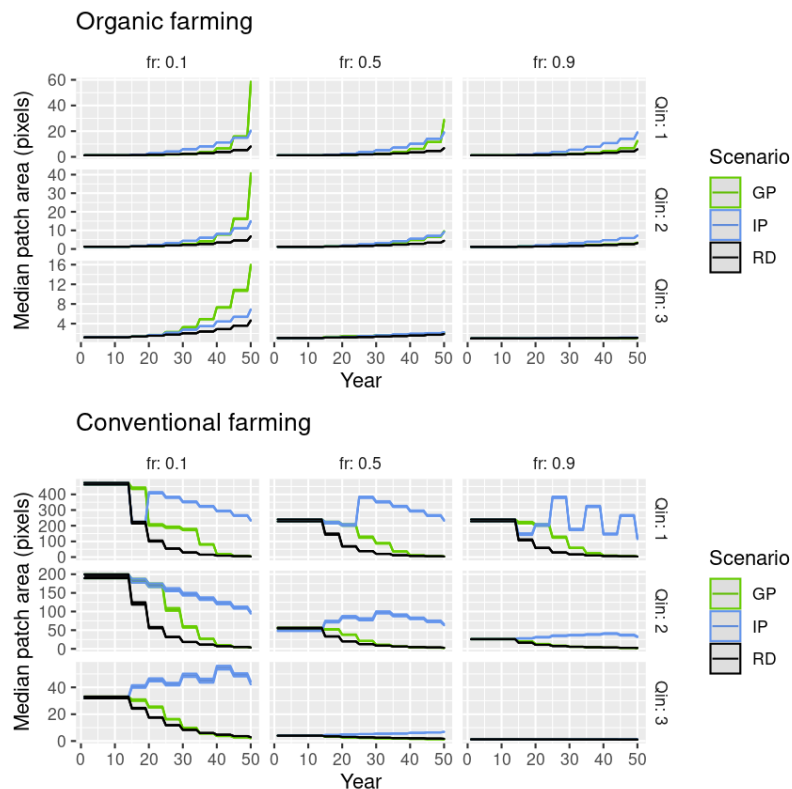 Organic farming
fr: 0.1 fr: 0.5 fr: 0.9
Median patch area (pixels)
60
40
20
0
Qin: 1
40
30
20
10
0
Qin: 2
16
12
8
4
Qin: 3
0 10 20 30 40 50 0 10 20 30 40 50 0 10 20 30 40 50
Year
Scenario
GP
IP
RD
Conventional farming
fr: 0.1 fr: 0.5 fr: 0.9
Median patch area (pixels)
400
300
200
100
0
Qin: 1
200
150
100
50
0
Qin: 2
40
20
0
Qin: 3
0 10 20 30 40 50 0 10 20 30 40 50 0 10 20 30 40 50
Year
Scenario
GP
IP
RD